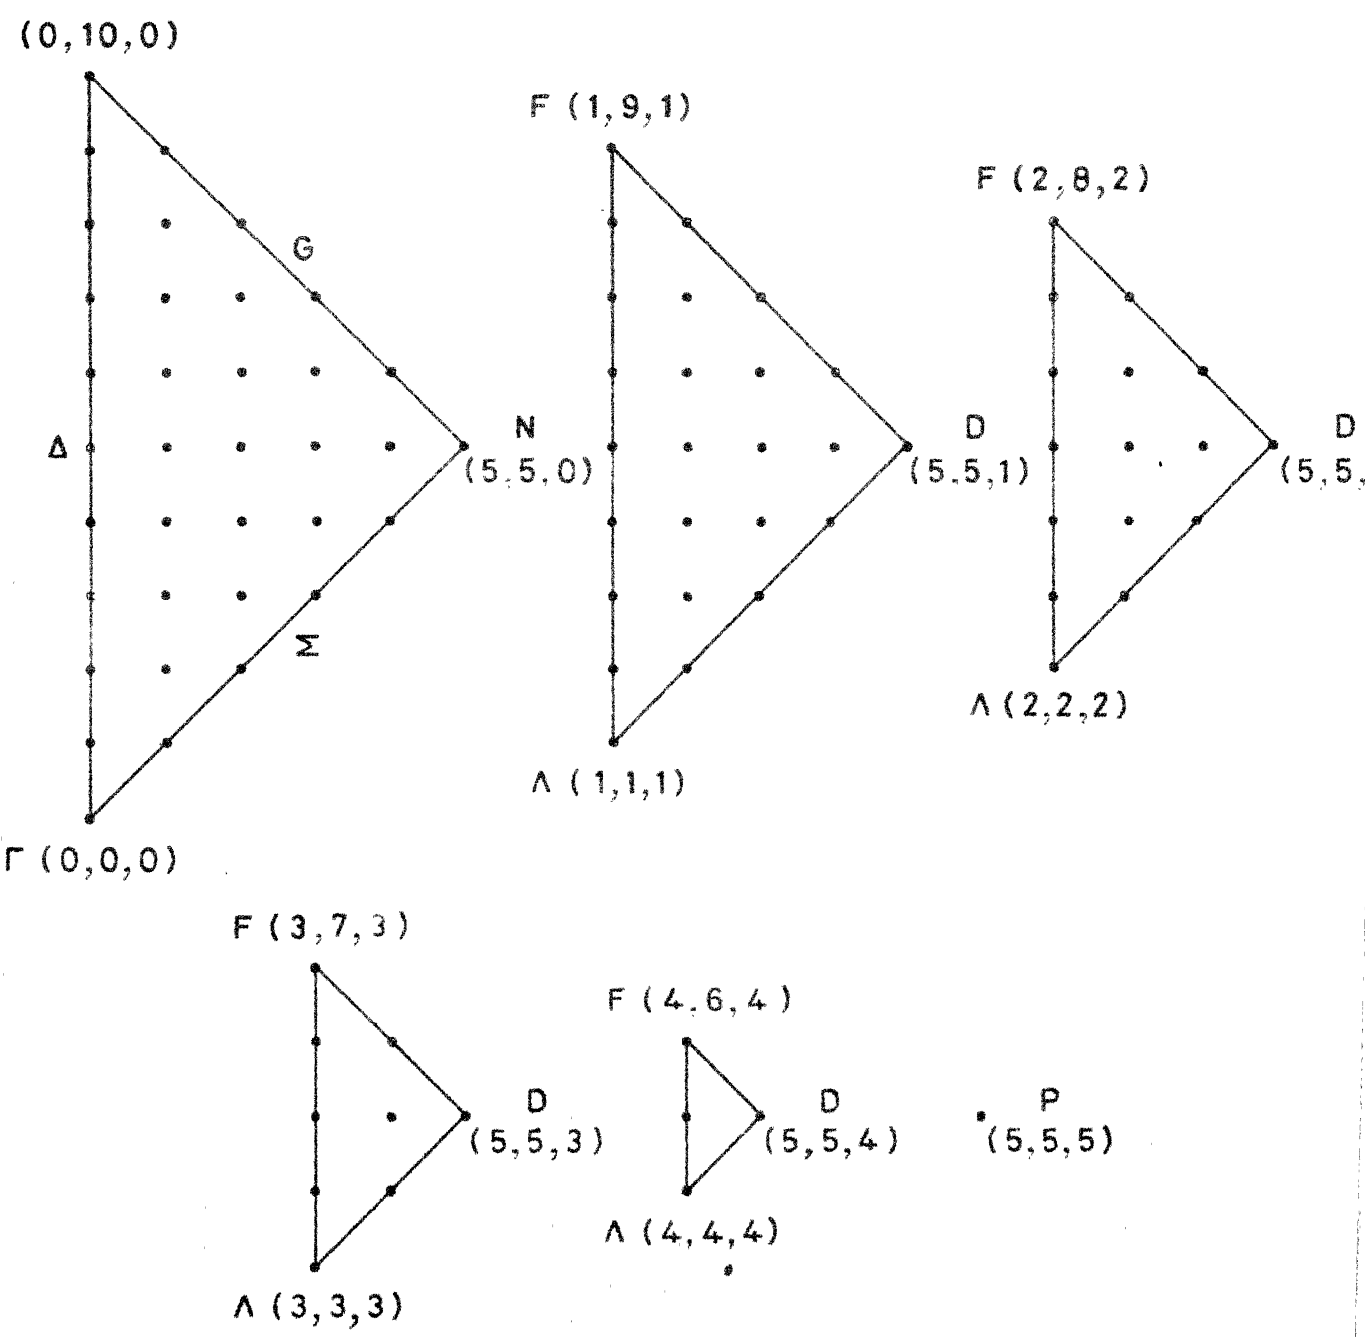 (0,10,0)
F (1,9,1)
F (2,8,2)
G
Δ
N
(5.5.0)
D
(5.5,1)
D
(5,5,
Σ
Λ (2,2,2)
Λ (1,1,1)
Γ (0,0,0)
F (3,7,3)
F (4.6,4)
D
(5,5,3)
D
(5,5,4)
P
(5,5,5)
Λ (4,4,4)
Λ (3,3,3)